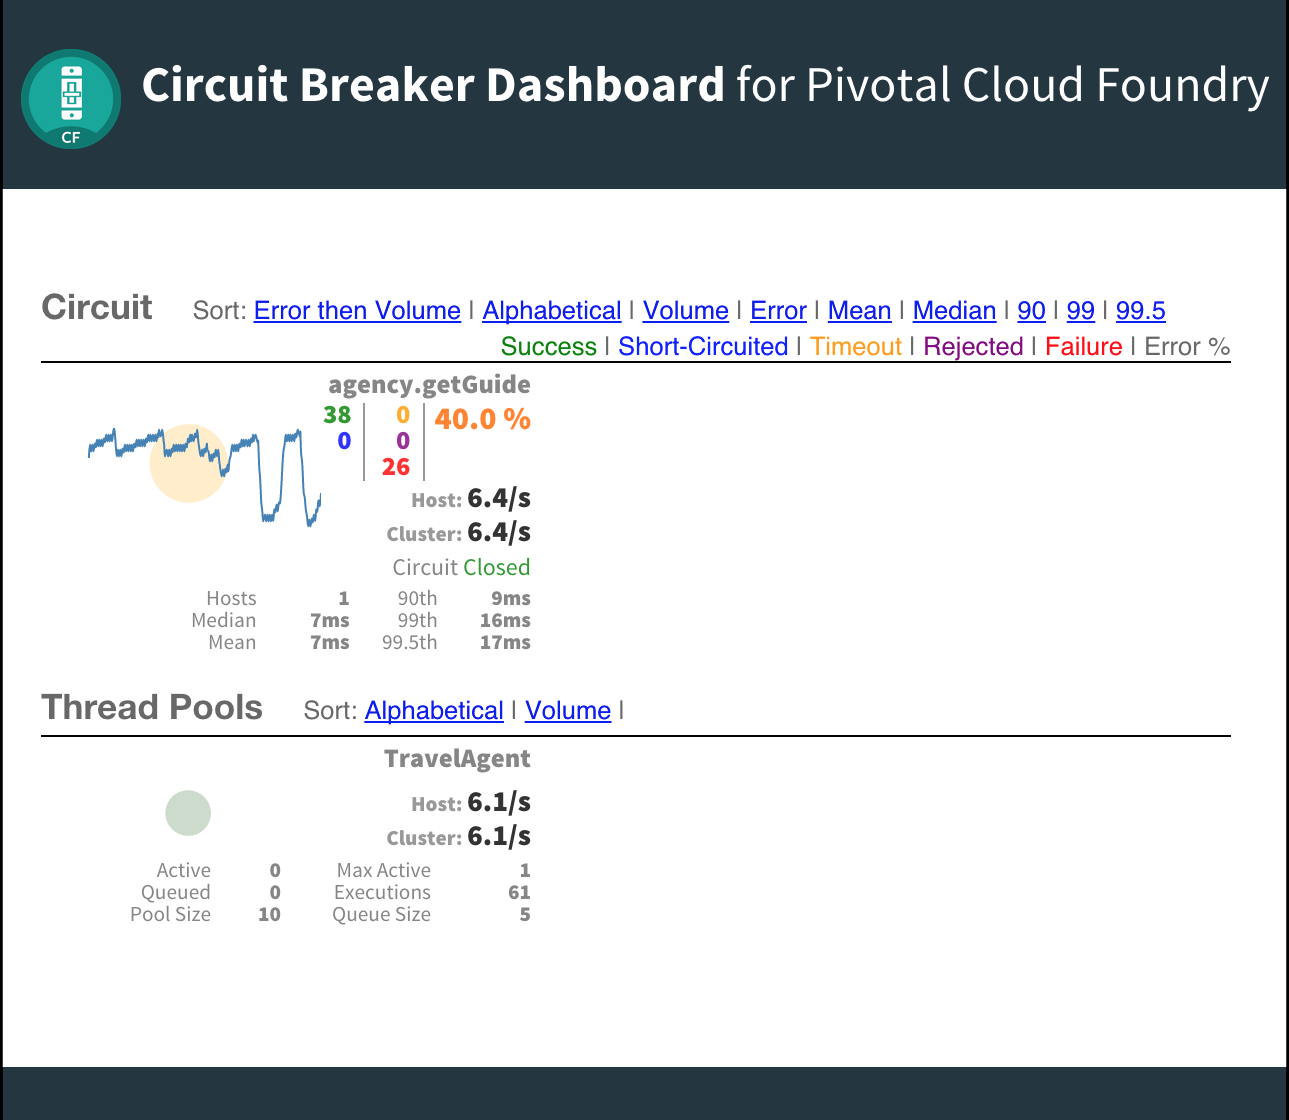 Circuit Breaker Dashboard for Pivotal Cloud Foundry
CF
Circuit Sort: Error then Volume | Alphabetical | Volume | Error | Mean | Median | 90 | 99 | 99.5
Success | Short-Circuited | Timeout | Rejected | Failure | Error %
agency.getGuide
38 0 40.0 %
0 0
26
Host: 6.4/s
Cluster: 6.4/s
Circuit Closed
Hosts 1 90th 9ms
Median 7ms 99th 16ms
Mean 7ms 99.5th 17ms
Thread Pools Sort: Alphabetical | Volume |
TravelAgent
Host: 6.1/s
Cluster: 6.1/s
Active 0 Max Active 1
Queued 0 Executions 61
Pool Size 10 Queue Size 5